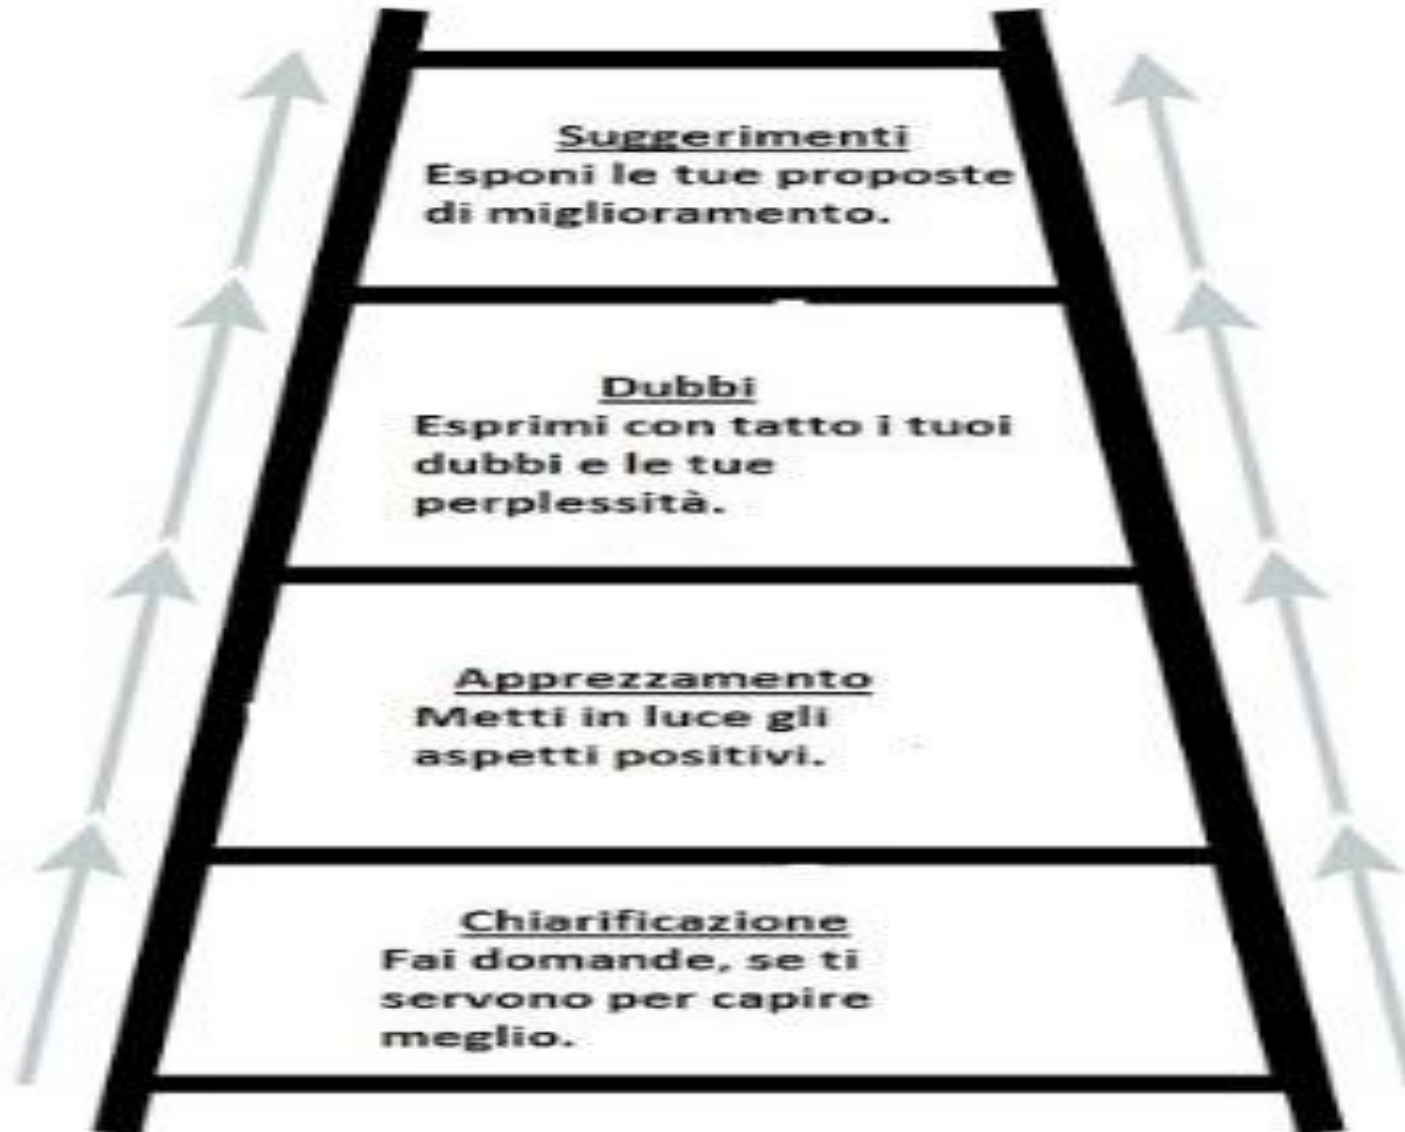 Suggerimenti
Esponi le tue proposte
di miglioramento.
Dubbi
Esprimi con tatto i tuoi
dubbi e le tue
perplessità.
Apprezzamento
Metti in luce gli
aspetti positivi.
Chiarificazione
Fai domande, se ti
servono per capire
meglio.